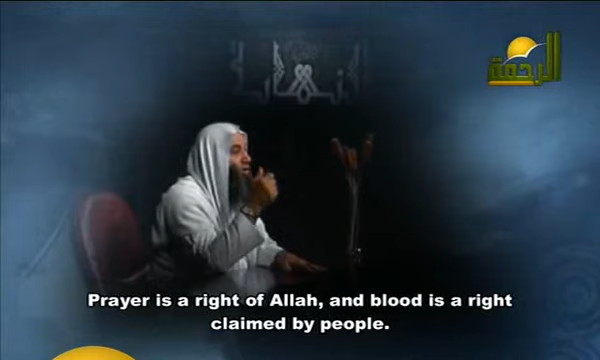 الرحمة
Prayer is a right of Allah, and blood is a right
claimed by people.